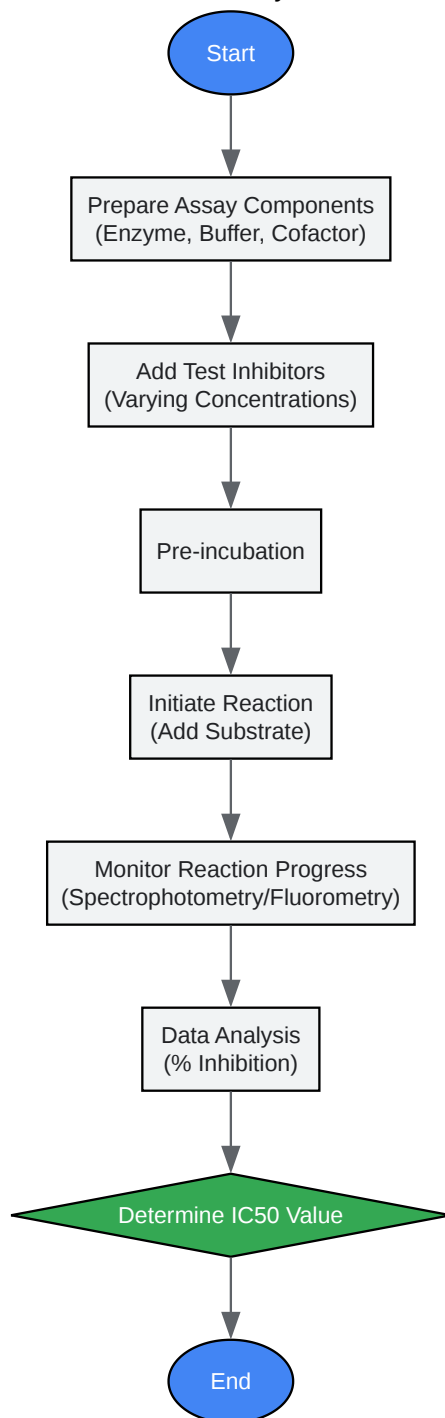 Start
Prepare Assay Components
(Enzyme, Buffer, Cofactor)
Add Test Inhibitors
(Varying Concentrations)
Pre-incubation
Initiate Reaction
(Add Substrate)
Monitor Reaction Progress
(Spectrophotometry/Fluorometry)
Data Analysis
(% Inhibition)
Determine IC50 Value
End